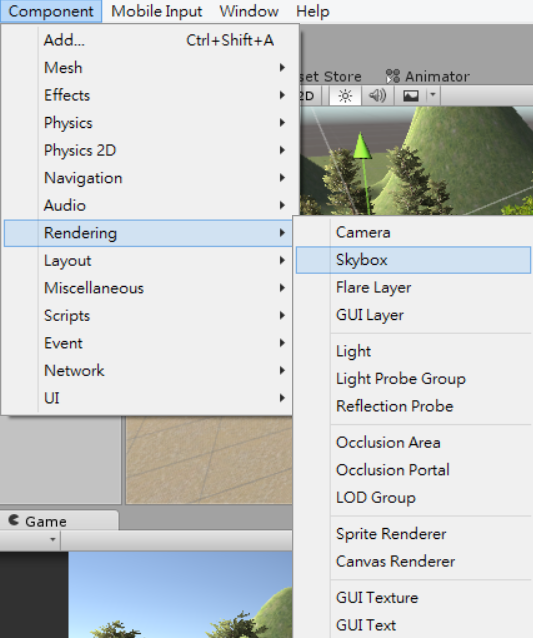 Component Mobile Input Window Help
Add... Ctrl+Shift+A
Mesh
Effects
Physics
Physics 2D
Navigation
Audio
Rendering
Layout
Miscellaneous
Scripts
Event
Network
UI
set Store Animator
2D
Camera
Skybox
Flare Layer
GUI Layer
Light
Light Probe Group
Reflection Probe
Occlusion Area
Occlusion Portal
LOD Group
Sprite Renderer
Canvas Renderer
GUI Texture
GUI Text
Game